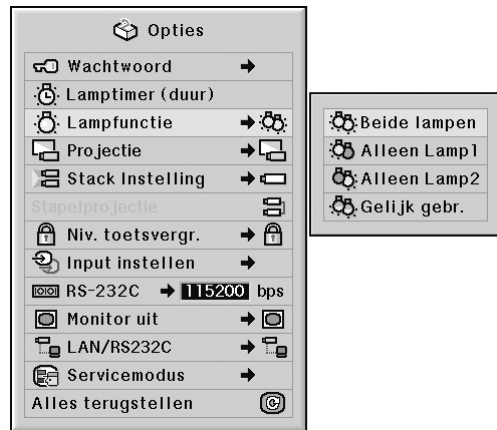 Opties
Wachtwoord
Lamptimer (duur)
Lampfunctie
Projectie
Stack Instelling
Stapelprojectie
Niv. toetsvergr.
Input instellen
RS-232C 115200 bps
Monitor uit
LAN/RS232C
Servicemodus
Alles terugstellen
Beide lampen
Alleen Lamp1
Alleen Lamp2
Gelijk gebr.